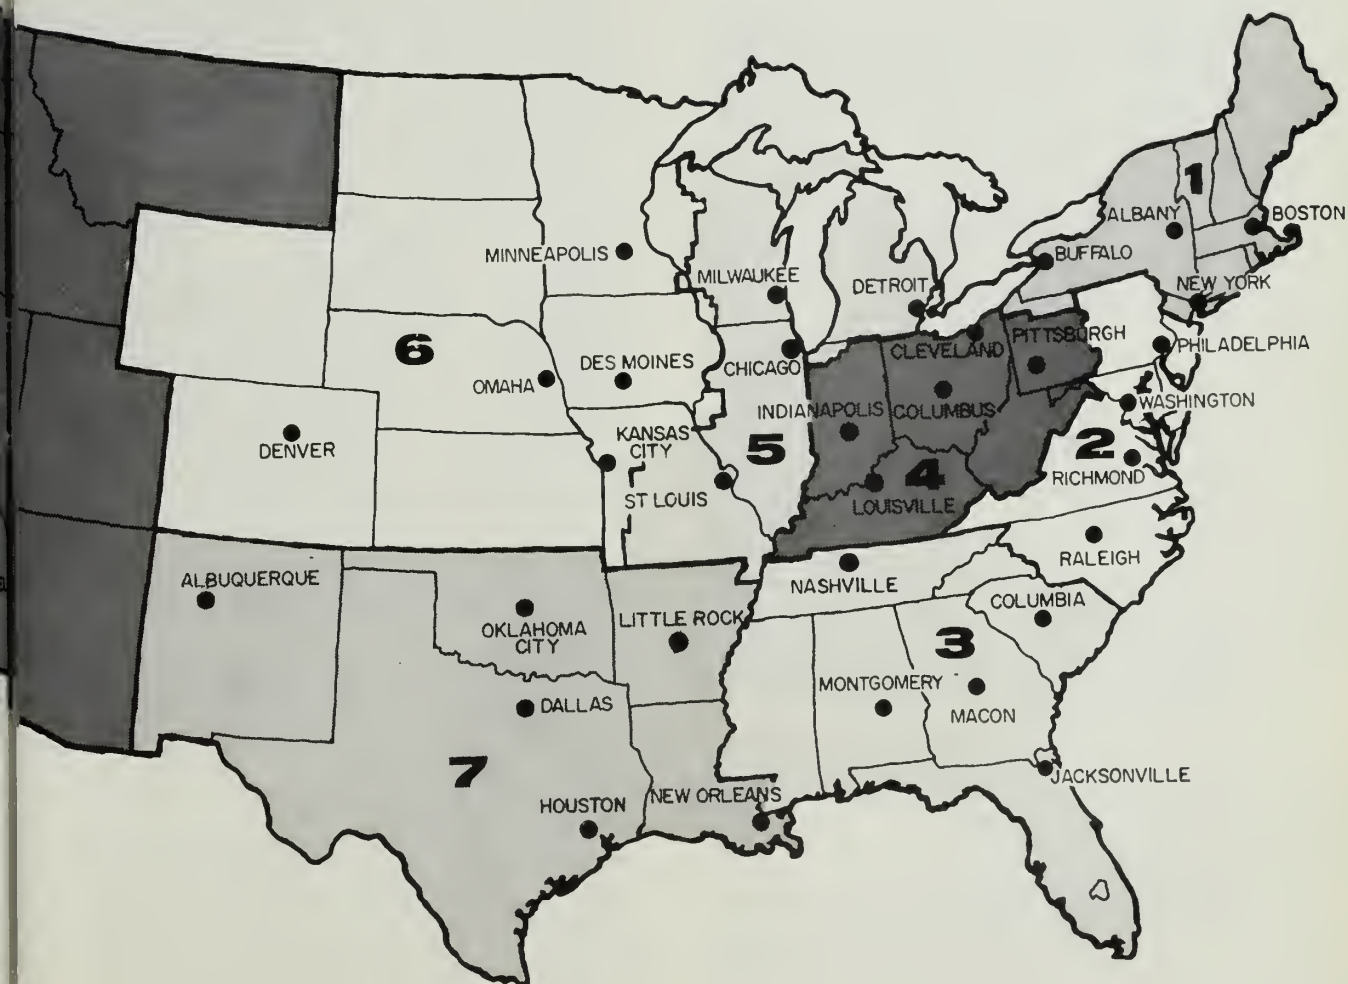 1
ALBANY
BOSTON
BUFFALO
NEW YORK
MINNEAPOLIS
MILWAUKEE
DETROIT
PITTSBURGH
PHILADELPHIA
CLEVELAND
6
DES MOINES
CHICAGO
OMAHA
WASHINGTON
INDIANAPOLIS
COLUMBUS
DENVER
KANSAS
CITY
5
2
4
RICHMOND
ST LOUIS
LOUISVILLE
RALEIGH
ALBUQUERQUE
NASHVILLE
COLUMBIA
OKLAHOMA
CITY
LITTLE ROCK
3
MONTGOMERY
DALLAS
MACON
7
JACKSONVILLE
HOUSTON
NEW ORLEANS